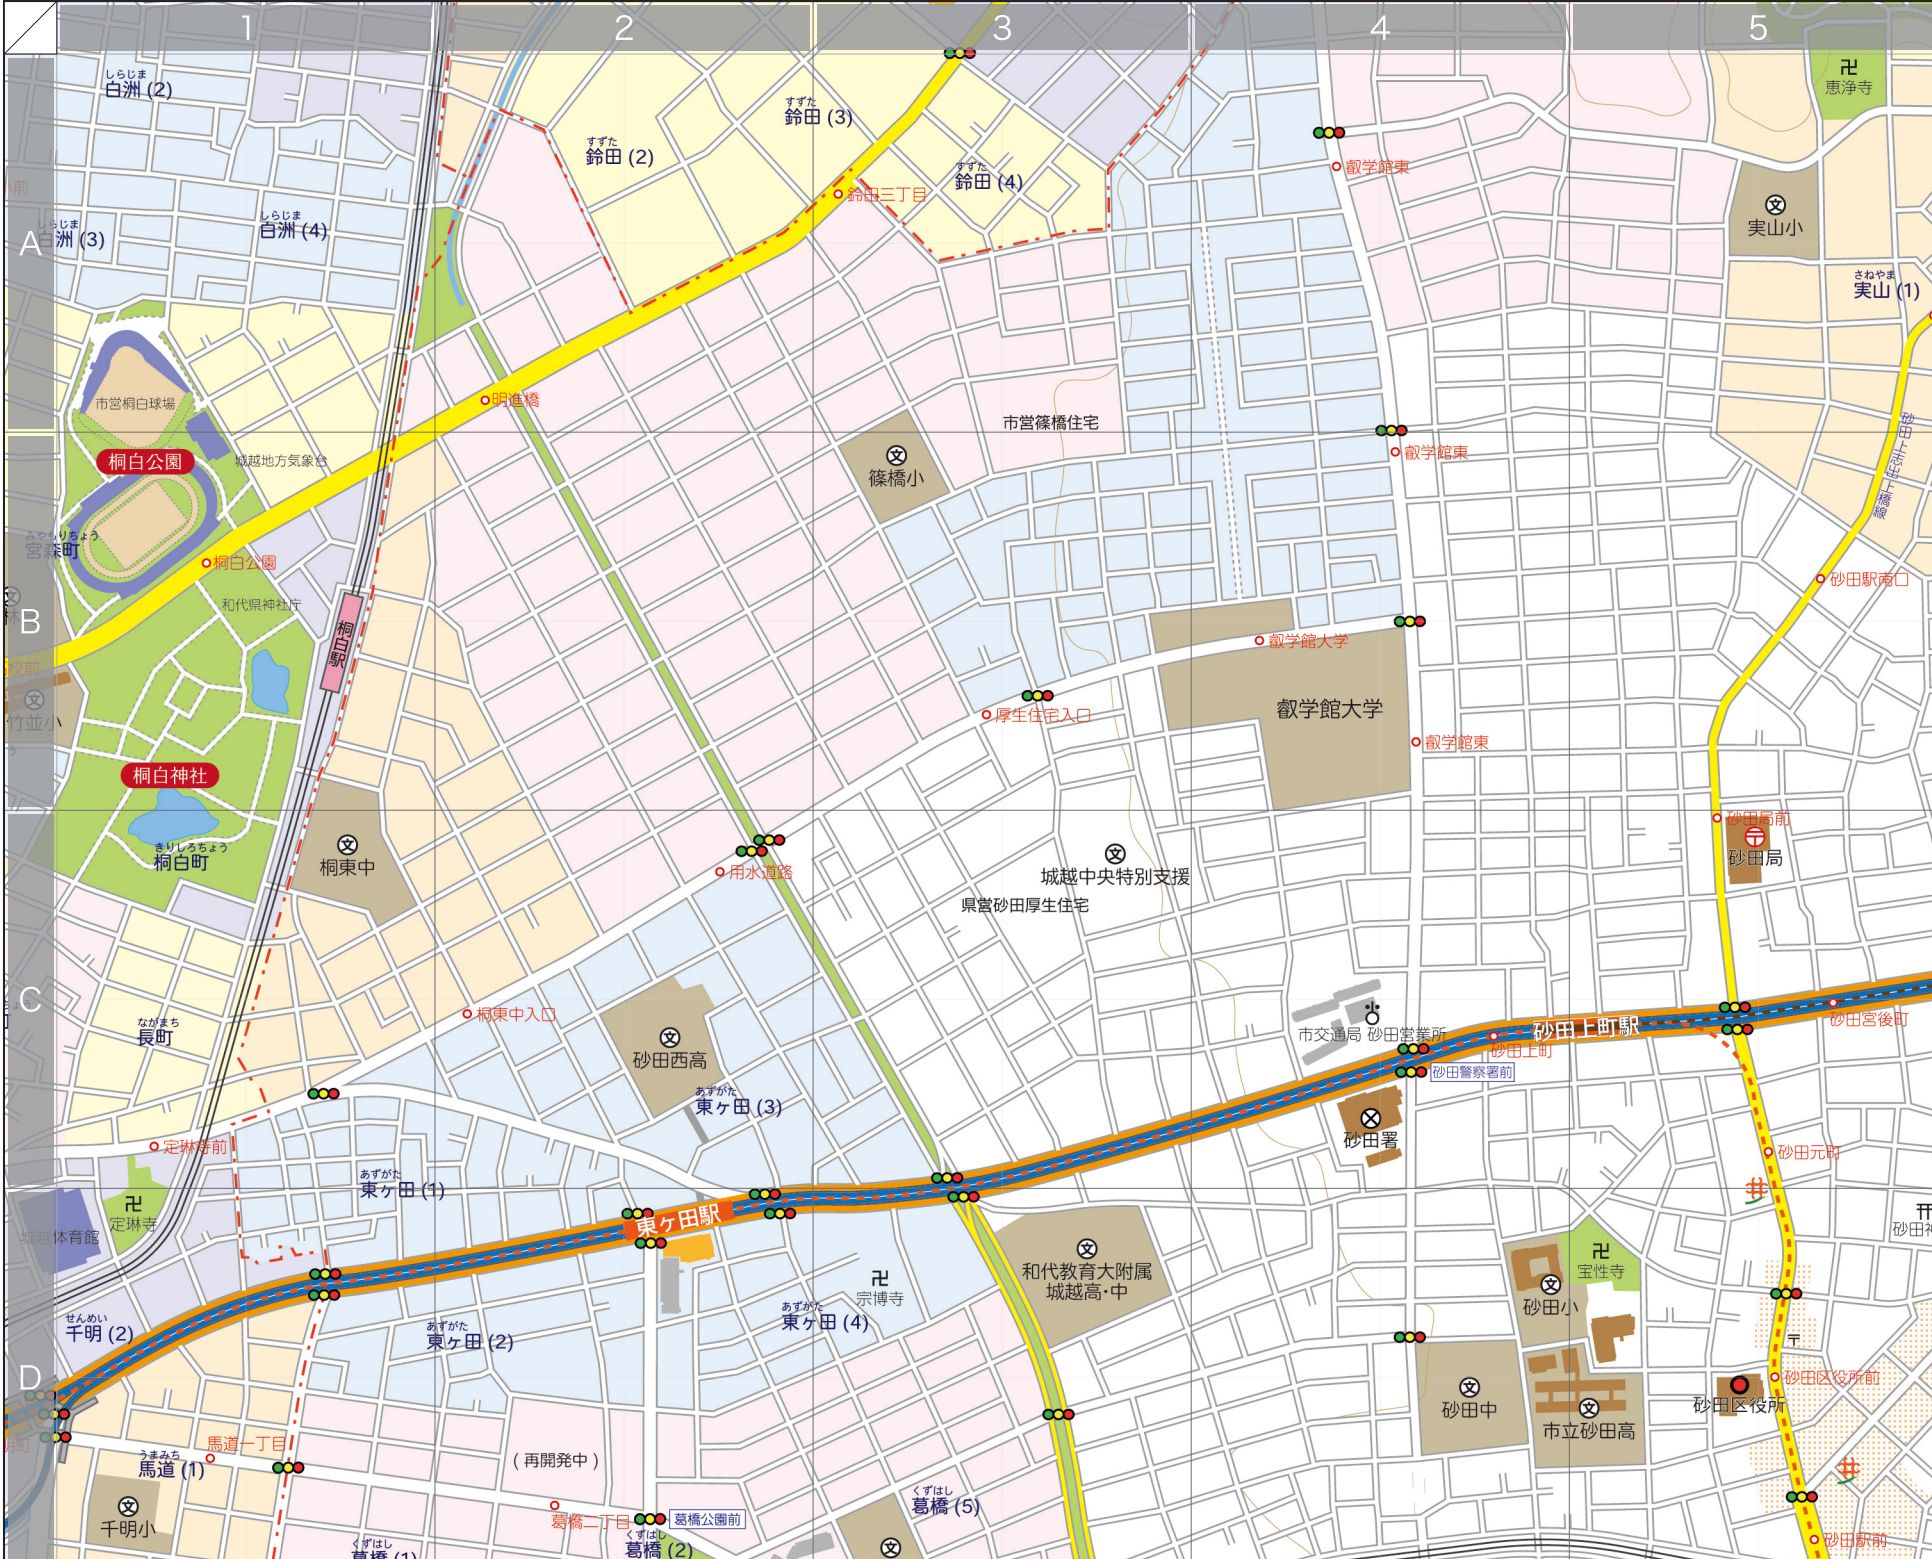 1
2
3
4
5
A
B
C
D
しらじま
白洲 (2)
すずた
鈴田 (3)
すずた
鈴田 (2)
すずた
鈴田 (4)
鈴田三丁目
叡学館東
恵浄寺
実山小
さねやま
実山 (1)
しらじま
白洲 (3)
しらじま
白洲 (4)
市営桐白球場
明進橋
市営篠橋住宅
桐白公園
城越地方気象台
篠橋小
叡学館東
みやもりちょう
宮森町
桐白公園
和代県神社庁
桐白駅
砂田駅南口
叡学館大学
叡学館大学
竹並小
厚生住宅入口
叡学館東
桐白神社
きりしろちょう
桐白町
桐東中
用水道路
城越中央特別支援
県営砂田厚生住宅
砂田局前
砂田局
ながまち
長町
桐東中入口
砂田西高
あずがた
東ヶ田 (3)
市交通局 砂田営業所
砂田上町
砂田上町駅
砂田宮後町
砂田警察署前
砂田署
定琳寺前
定琳寺
あずがた
東ヶ田 (1)
砂田元町
城越体育館
東ヶ田駅
宗博寺
和代教育大附属
城越高・中
宝性寺
砂田小
せんめい
千明 (2)
あずがた
東ヶ田 (2)
あずがた
東ヶ田 (4)
砂田中
市立砂田高
砂田区役所前
砂田区役所
馬道一丁目
うまみち
馬道 (1)
( 再開発中 )
千明小
葛橋二丁目
葛橋公園前
くずはし
葛橋 (5)
くずはし
葛橋 (2)
くずはし
葛橋 (1)
砂田駅前